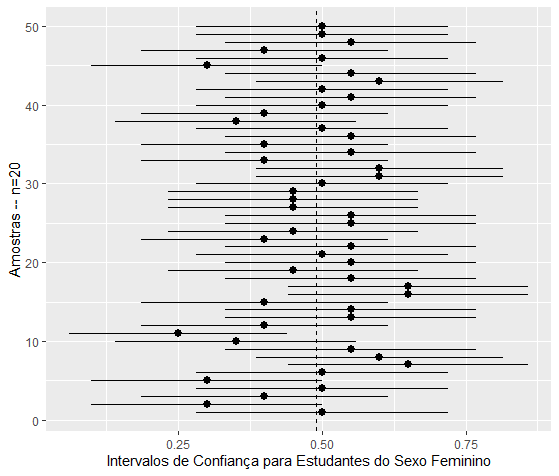 50
40
30
20
10
0
Amostras -- n=20
0.25 0.50 0.75
Intervalos de Confiança para Estudantes do Sexo Feminino